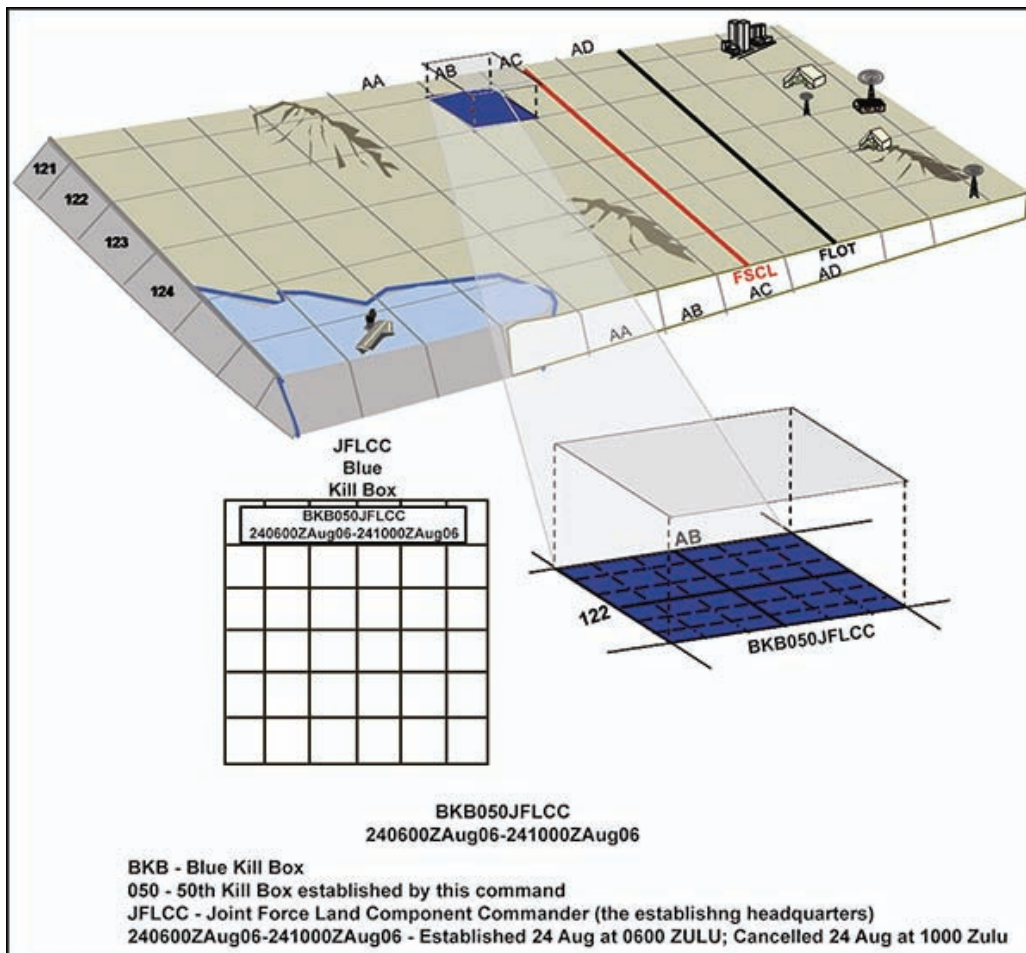 AA
AB
AC
AD
121
122
123
124
FSCL
FLOT
AA
AB
AC
AD
JFLCC
Blue
Kill Box
BKB050JFLCC
240600ZAug06-241000ZAug06
AB
122
BKB050JFLCC
BKB050JFLCC
240600ZAug06-241000ZAug06
BKB - Blue Kill Box
050 - 50th Kill Box established by this command
JFLCC - Joint Force Land Component Commander (the establishng headquarters)
240600ZAug06-241000ZAug06 - Established 24 Aug at 0600 ZULU; Cancelled 24 Aug at 1000 Zulu